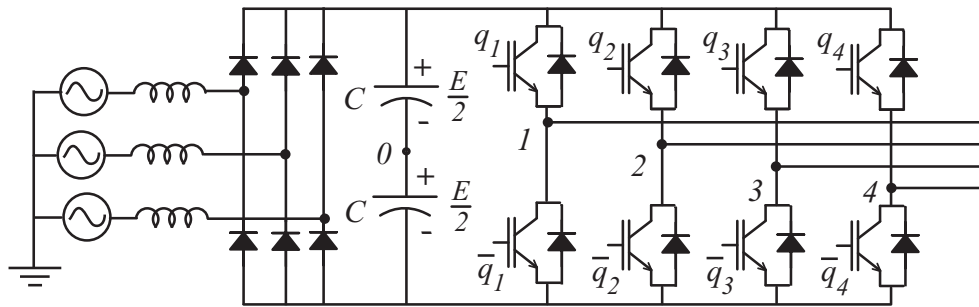 q₁ q₂ q₃ q₄
+
C E/2
-
1
0
2
+
3
4
C E/2
-
q̅₁ q̅₂ q̅₃ q̅₄